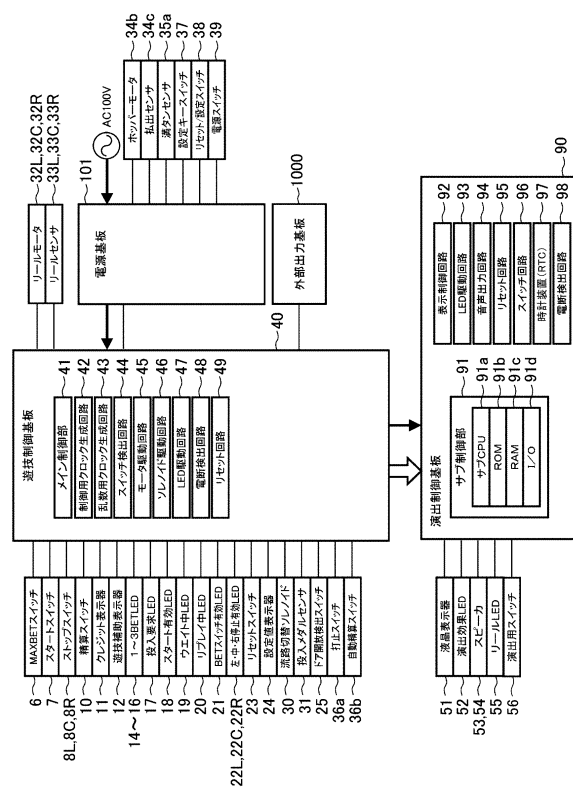 32L,32C,32R
33L,33C,33R
リールモータ
リールセンサ
AC100V
101
電源基板
34b
34c
35a
37
38
39
ホッパーモータ
払出センサ
満タンセンサ
設定キースイッチ
リセット/設定スイッチ
電源スイッチ
1000
外部出力基板
40
遊技制御基板
メイン制御部 41
制御用クロック生成回路 42
乱数用クロック生成回路 43
スイッチ検出回路 44
モータ駆動回路 45
ソレノイド駆動回路 46
LED駆動回路 47
電断検出回路 48
リセット回路 49
6 MAXBETスイッチ
7 スタートスイッチ
8L,8C,8R ストップスイッチ
10 精算スイッチ
11 クレジット表示器
12 遊技補助表示器
14~16 1~3BETLED
17 投入要求LED
18 スタート有効LED
19 ウエイト中LED
20 リプレイ中LED
21 BETスイッチ有効LED
22L,22C,22R 左・中・右停止有効LED
23 リセットスイッチ
24 設定値表示器
30 流路切替ソレノイド
31 投入メダルセンサ
25 ドア開放検出スイッチ
36a 打止スイッチ
36b 自動精算スイッチ
90
演出制御基板
サブ制御部 91
サブCPU 91a
ROM 91b
RAM 91c
I/O 91d
表示制御回路 92
LED駆動回路 93
音声出力回路 94
リセット回路 95
スイッチ回路 96
時計装置(RTC) 97
電断検出回路 98
51 液晶表示器
52 演出効果LED
53,54 スピーカ
55 リールLED
56 演出用スイッチ